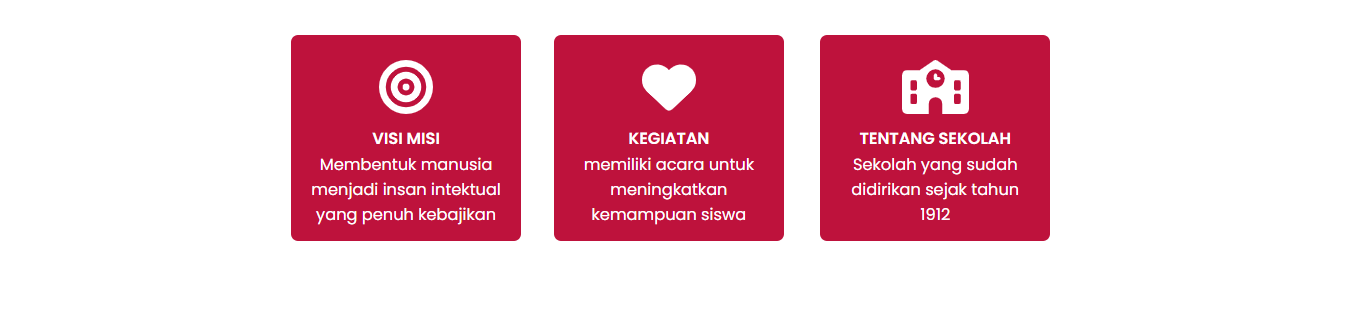 VISI MISI
Membentuk manusia
menjadi insan intektual
yang penuh kebajikan
KEGIATAN
memiliki acara untuk
meningkatkan
kemampuan siswa
TENTANG SEKOLAH
Sekolah yang sudah
didirikan sejak tahun
1912